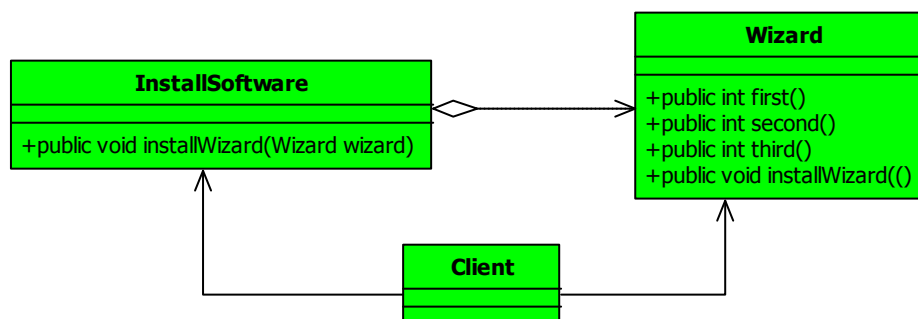 InstallSoftware
+public void installWizard(Wizard wizard)
Wizard
+public int first()
+public int second()
+public int third()
+public void installWizard(()
Client